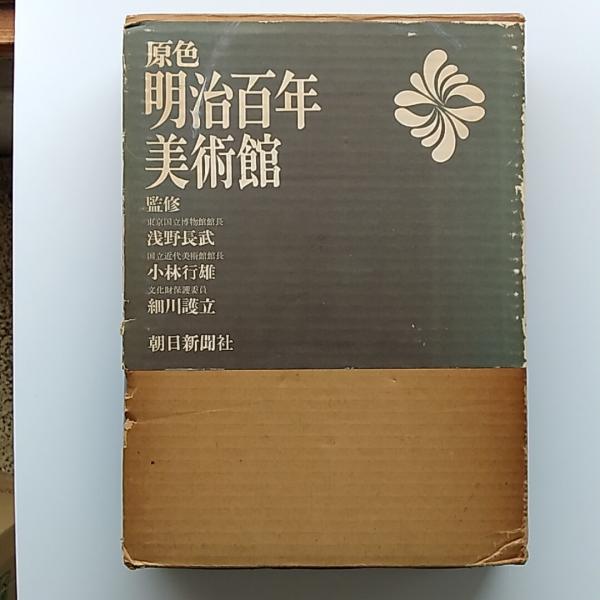 原色
明治百年
美術館
監修
東京国立博物館館長
浅野長武
国立近代美術館館長
小林行雄
文化財保護委員
細川護立
朝日新聞社